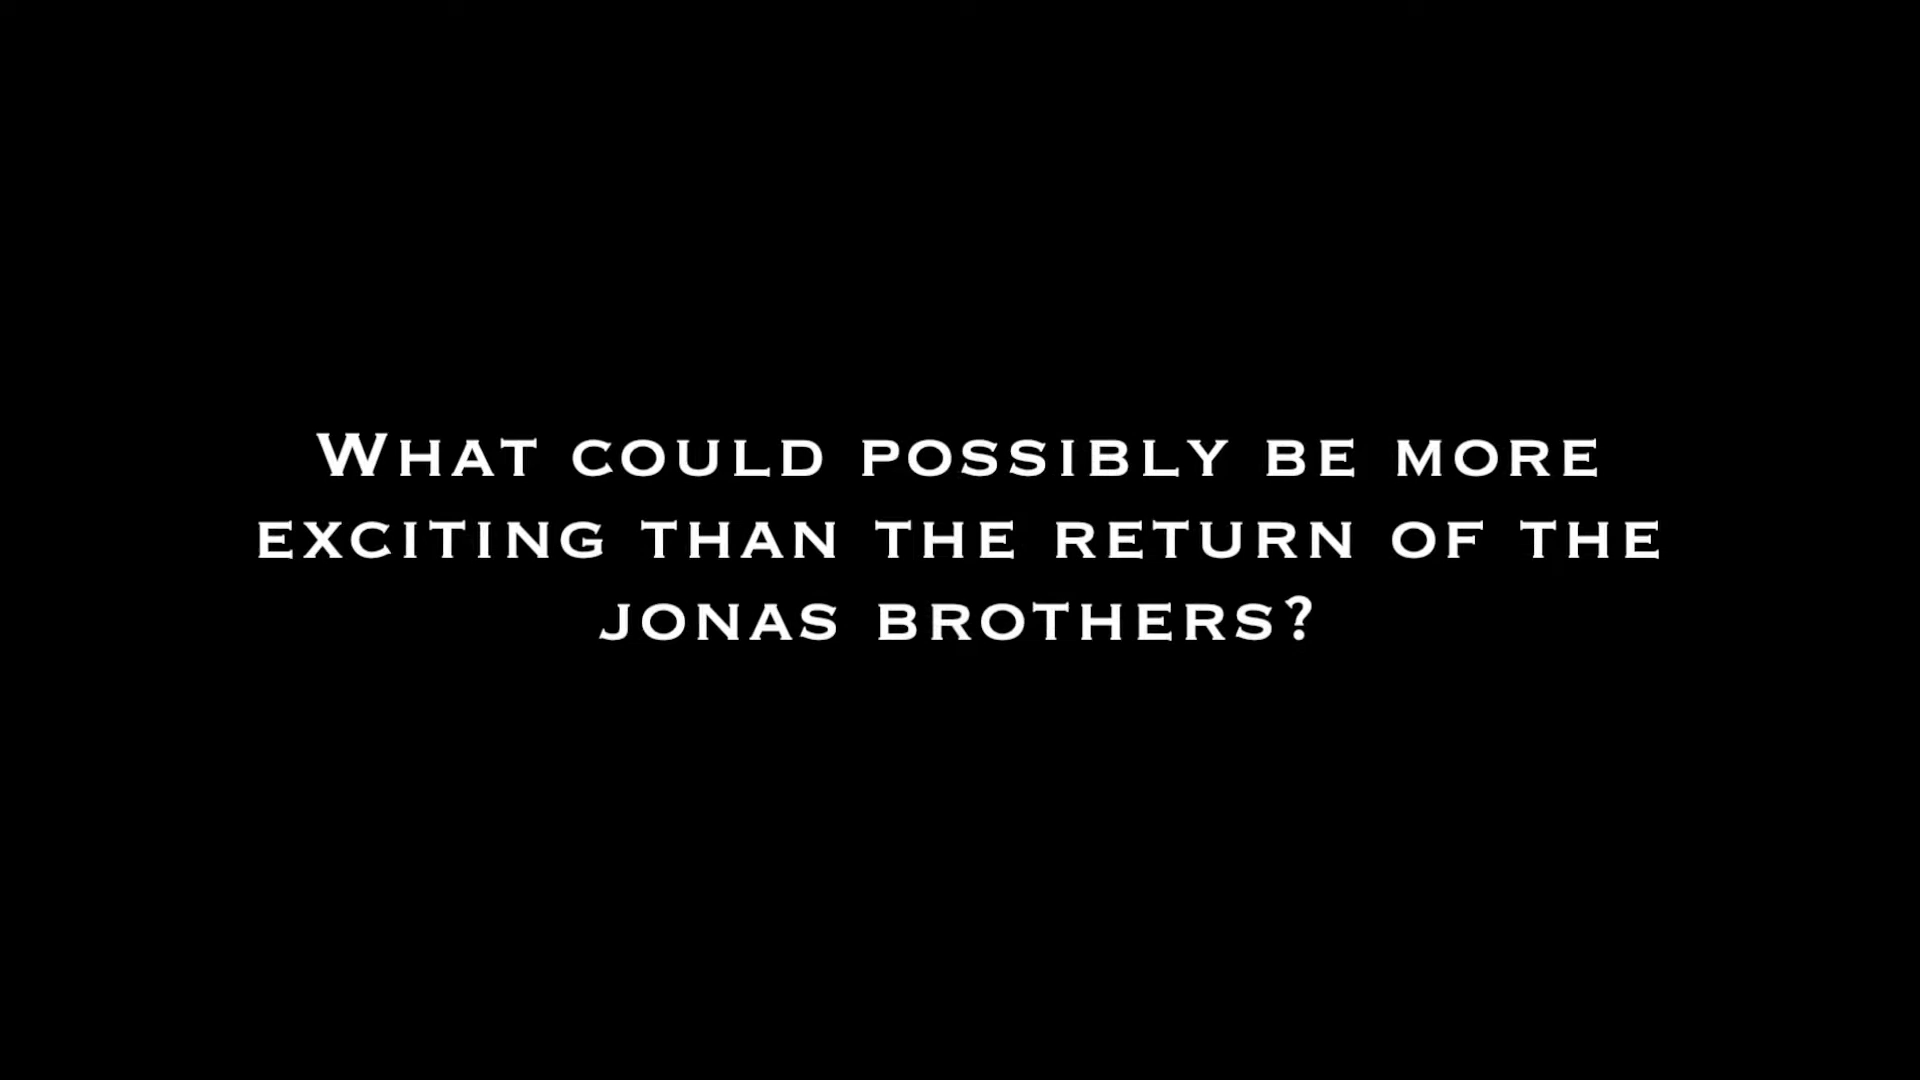 What could possibly be more
exciting than the return of the
jonas brothers?